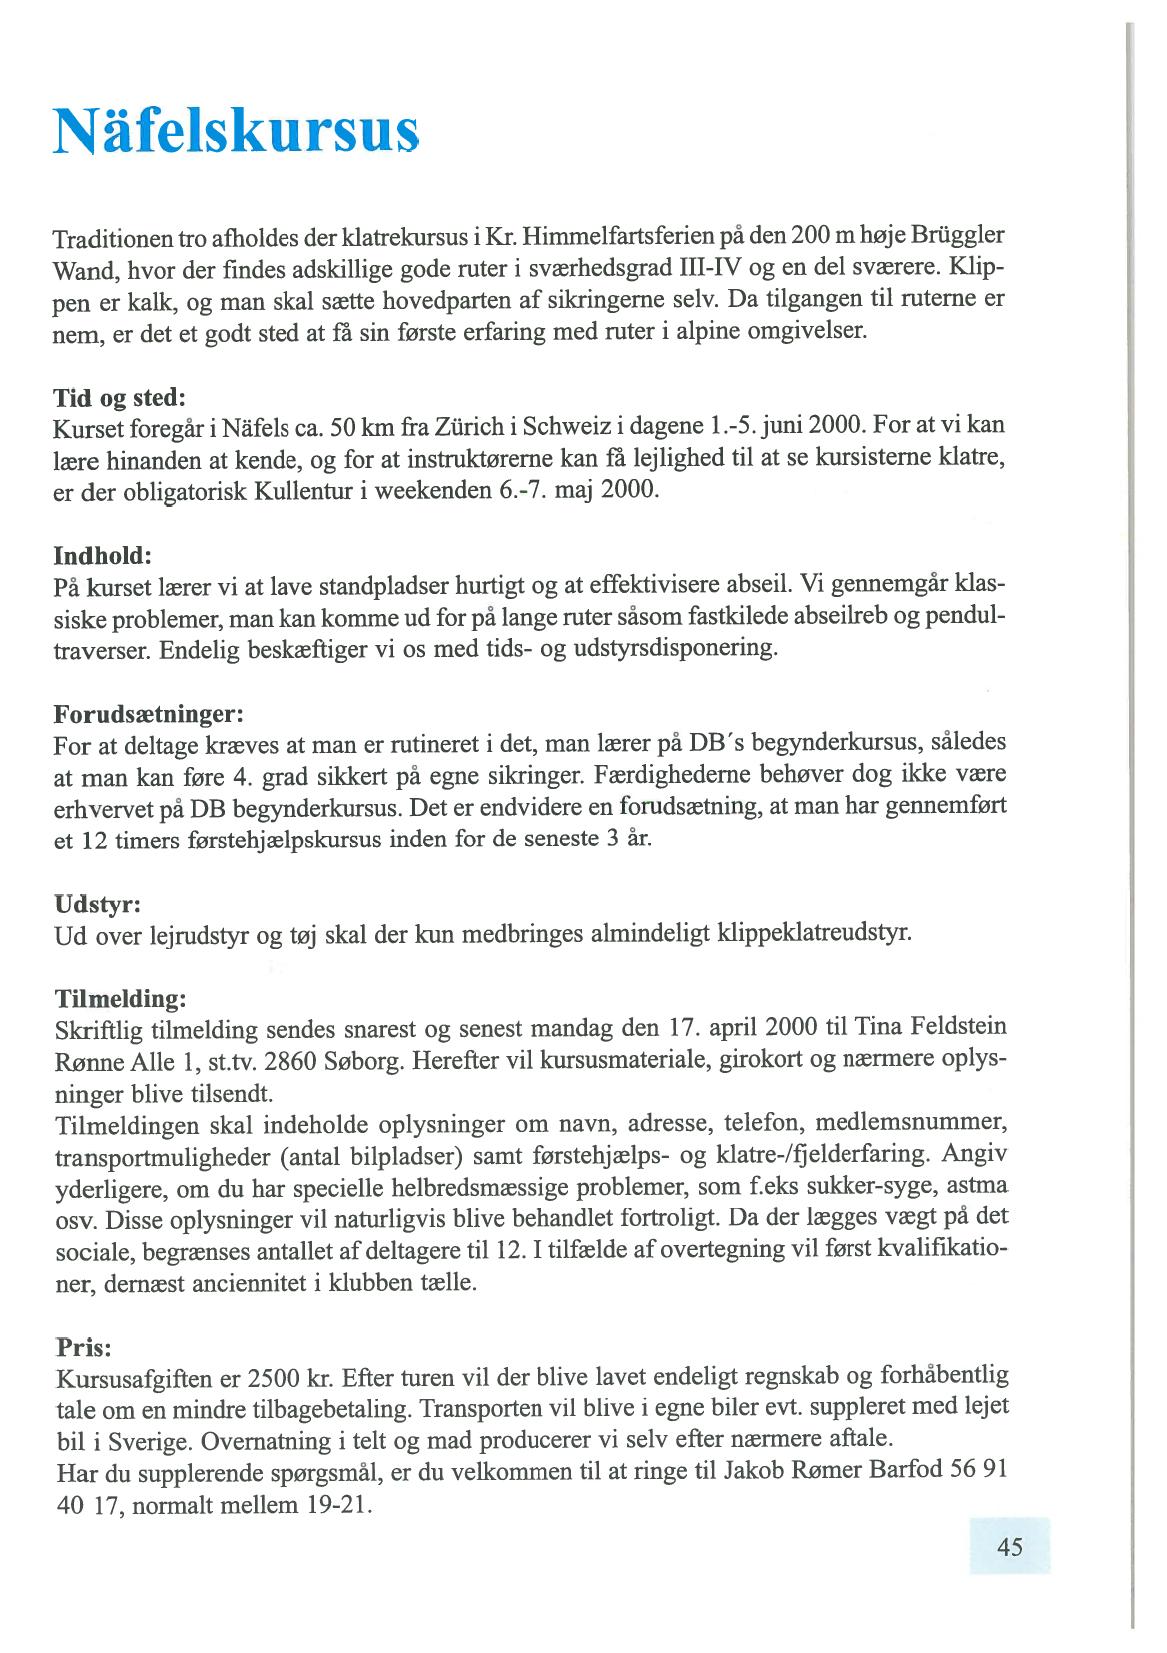 Näfelskursus
Traditionen tro afholdes der klatrekursus i Kr. Himmelfartsferien på den 200 m høje Brüggler
Wand, hvor der findes adskillige gode ruter i sværhedsgrad III-IV og en del sværere. Klip-
pen er kalk, og man skal sætte hovedparten af sikringerne selv. Da tilgangen til ruterne er
nem, er det et godt sted at få sin første erfaring med ruter i alpine omgivelser.
Tid og sted:
Kurset foregår i Näfels ca. 50 km fra Zürich i Schweiz i dagene 1.-5. juni 2000. For at vi kan
lære hinanden at kende, og for at instruktørerne kan få lejlighed til at se kursisterne klatre,
er der obligatorisk Kullentur i weekenden 6.-7. maj 2000.
Indhold:
På kurset lærer vi at lave standpladser hurtigt og at effektivisere abseil. Vi gennemgår klas-
siske problemer, man kan komme ud for på lange ruter såsom fastkilede abseilreb og pendul-
traverser. Endelig beskæftiger vi os med tids- og udstyrsdisponering.
Forudsætninger:
For at deltage kræves at man er rutineret i det, man lærer på DB´s begynderkursus, således
at man kan føre 4. grad sikkert på egne sikringer. Færdighederne behøver dog ikke være
erhvervet på DB begynderkursus. Det er endvidere en forudsætning, at man har gennemført
et 12 timers førstehjælpskursus inden for de seneste 3 år.
Udstyr:
Ud over lejrudstyr og tøj skal der kun medbringes almindeligt klippeklatreudstyr.
Tilmelding:
Skriftlig tilmelding sendes snarest og senest mandag den 17. april 2000 til Tina Feldstein
Rønne Alle 1, st.tv. 2860 Søborg. Herefter vil kursusmateriale, girokort og nærmere oplys-
ninger blive tilsendt.
Tilmeldingen skal indeholde oplysninger om navn, adresse, telefon, medlemsnummer,
transportmuligheder (antal bilpladser) samt førstehjælps- og klatre-/fjelderfaring. Angiv
yderligere, om du har specielle helbredsmæssige problemer, som f.eks sukker-syge, astma
osv. Disse oplysninger vil naturligvis blive behandlet fortroligt. Da der lægges vægt på det
sociale, begrænses antallet af deltagere til 12. I tilfælde af overtegning vil først kvalifikatio-
ner, dernæst anciennitet i klubben tælle.
Pris:
Kursusafgiften er 2500 kr. Efter turen vil der blive lavet endeligt regnskab og forhåbentlig
tale om en mindre tilbagebetaling. Transporten vil blive i egne biler evt. suppleret med lejet
bil i Sverige. Overnatning i telt og mad producerer vi selv efter nærmere aftale.
Har du supplerende spørgsmål, er du velkommen til at ringe til Jakob Rømer Barfod 56 91
40 17, normalt mellem 19-21.
45